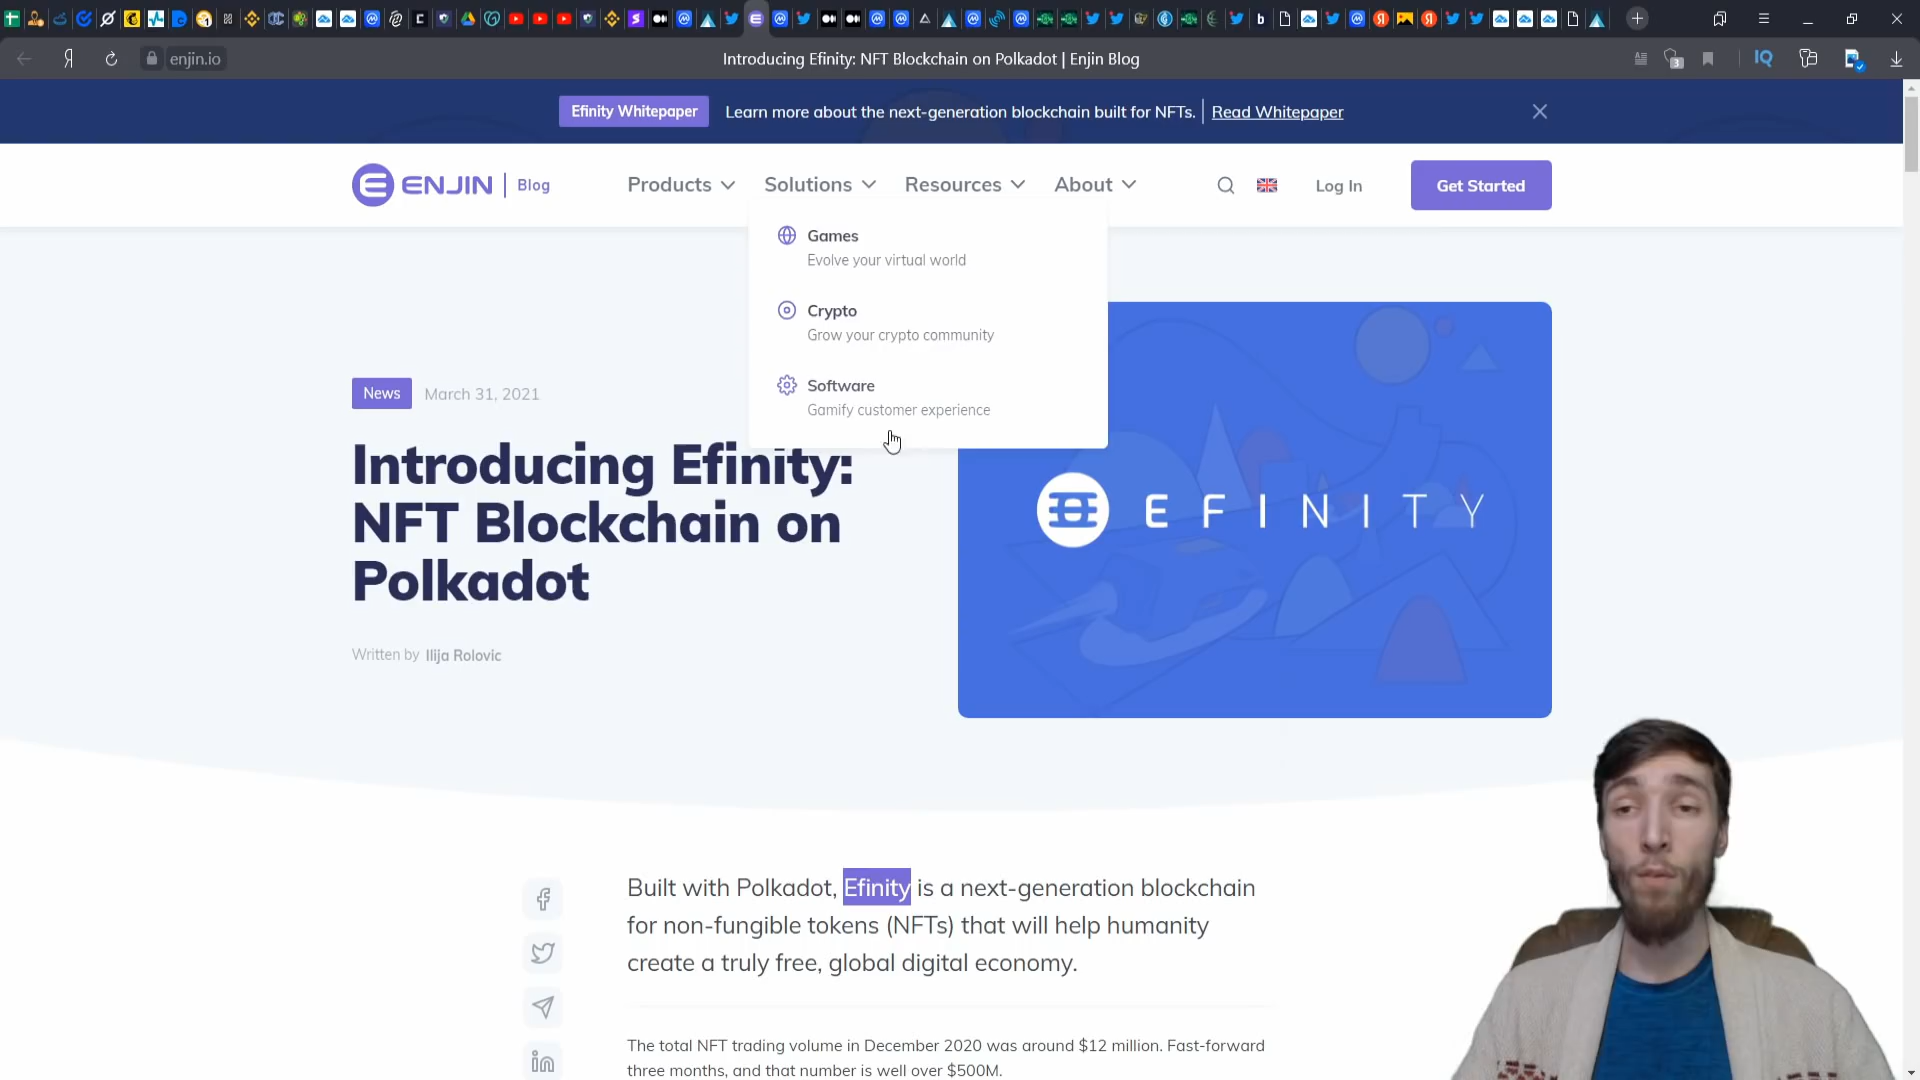 enjin.io
Introducing Efinity: NFT Blockchain on Polkadot | Enjin Blog
3
IQ
Efinity Whitepaper
Learn more about the next-generation blockchain built for NFTs.
Read Whitepaper
ENJIN | Blog
Products
Solutions
Resources
About
Log In
Get Started
Games
Evolve your virtual world
Crypto
Grow your crypto community
Software
Gamify customer experience
News
March 31, 2021
Introducing Efinity:
NFT Blockchain on
Polkadot
Written by Ilija Rolovic
EFINITY
Built with Polkadot, Efinity is a next-generation blockchain
for non-fungible tokens (NFTs) that will help humanity
create a truly free, global digital economy.
The total NFT trading volume in December 2020 was around $12 million. Fast-forward
three months, and that number is well over $500M.